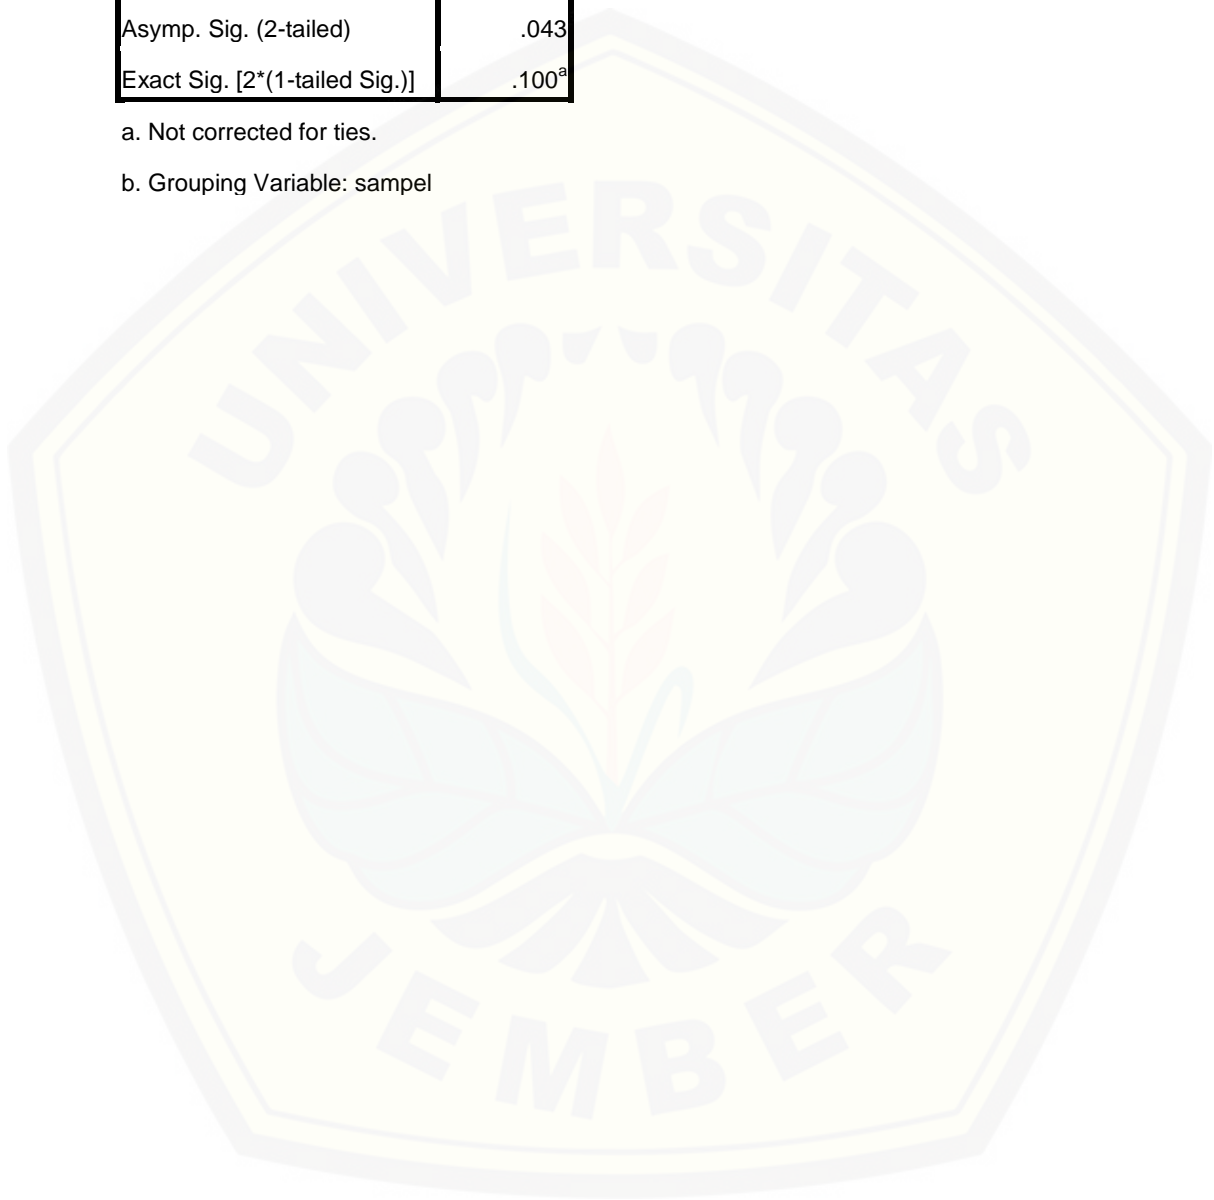 Asymp. Sig. (2-tailed) .043
Exact Sig. [2*(1-tailed Sig.)] .100a
a. Not corrected for ties.
b. Grouping Variable: sampel
UNIVERSITAS
JEMBER